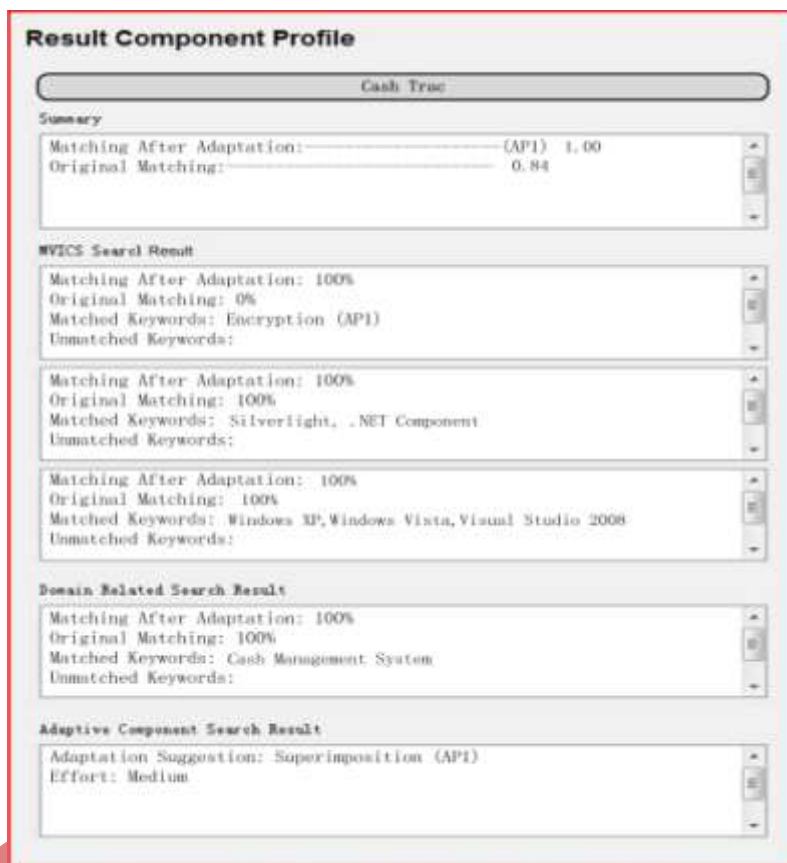 Result Component Profile
Cash Trac
Summary
Matching After Adaptation: (AP1) 1.00
Original Matching: 0.84
MVICS Searcl Result
Matching After Adaptation: 100%
Original Matching: 0%
Matched Keywords: Encryption (AP1)
Unmatched Keywords:
Matching After Adaptation: 100%
Original Matching: 100%
Matched Keywords: Silverlight, .NET Component
Unmatched Keywords:
Matching After Adaptation: 100%
Original Matching: 100%
Matched Keywords: Windows XP,Windows Vista,Visual Studio 2008
Unmatched Keywords:
Domain Related Search Result
Matching After Adaptation: 100%
Original Matching: 100%
Matched Keywords: Cash Management System
Unmatched Keywords:
Adaptive Component Search Result
Adaptation Suggestion: Superimposition (AP1)
Effort: Medium